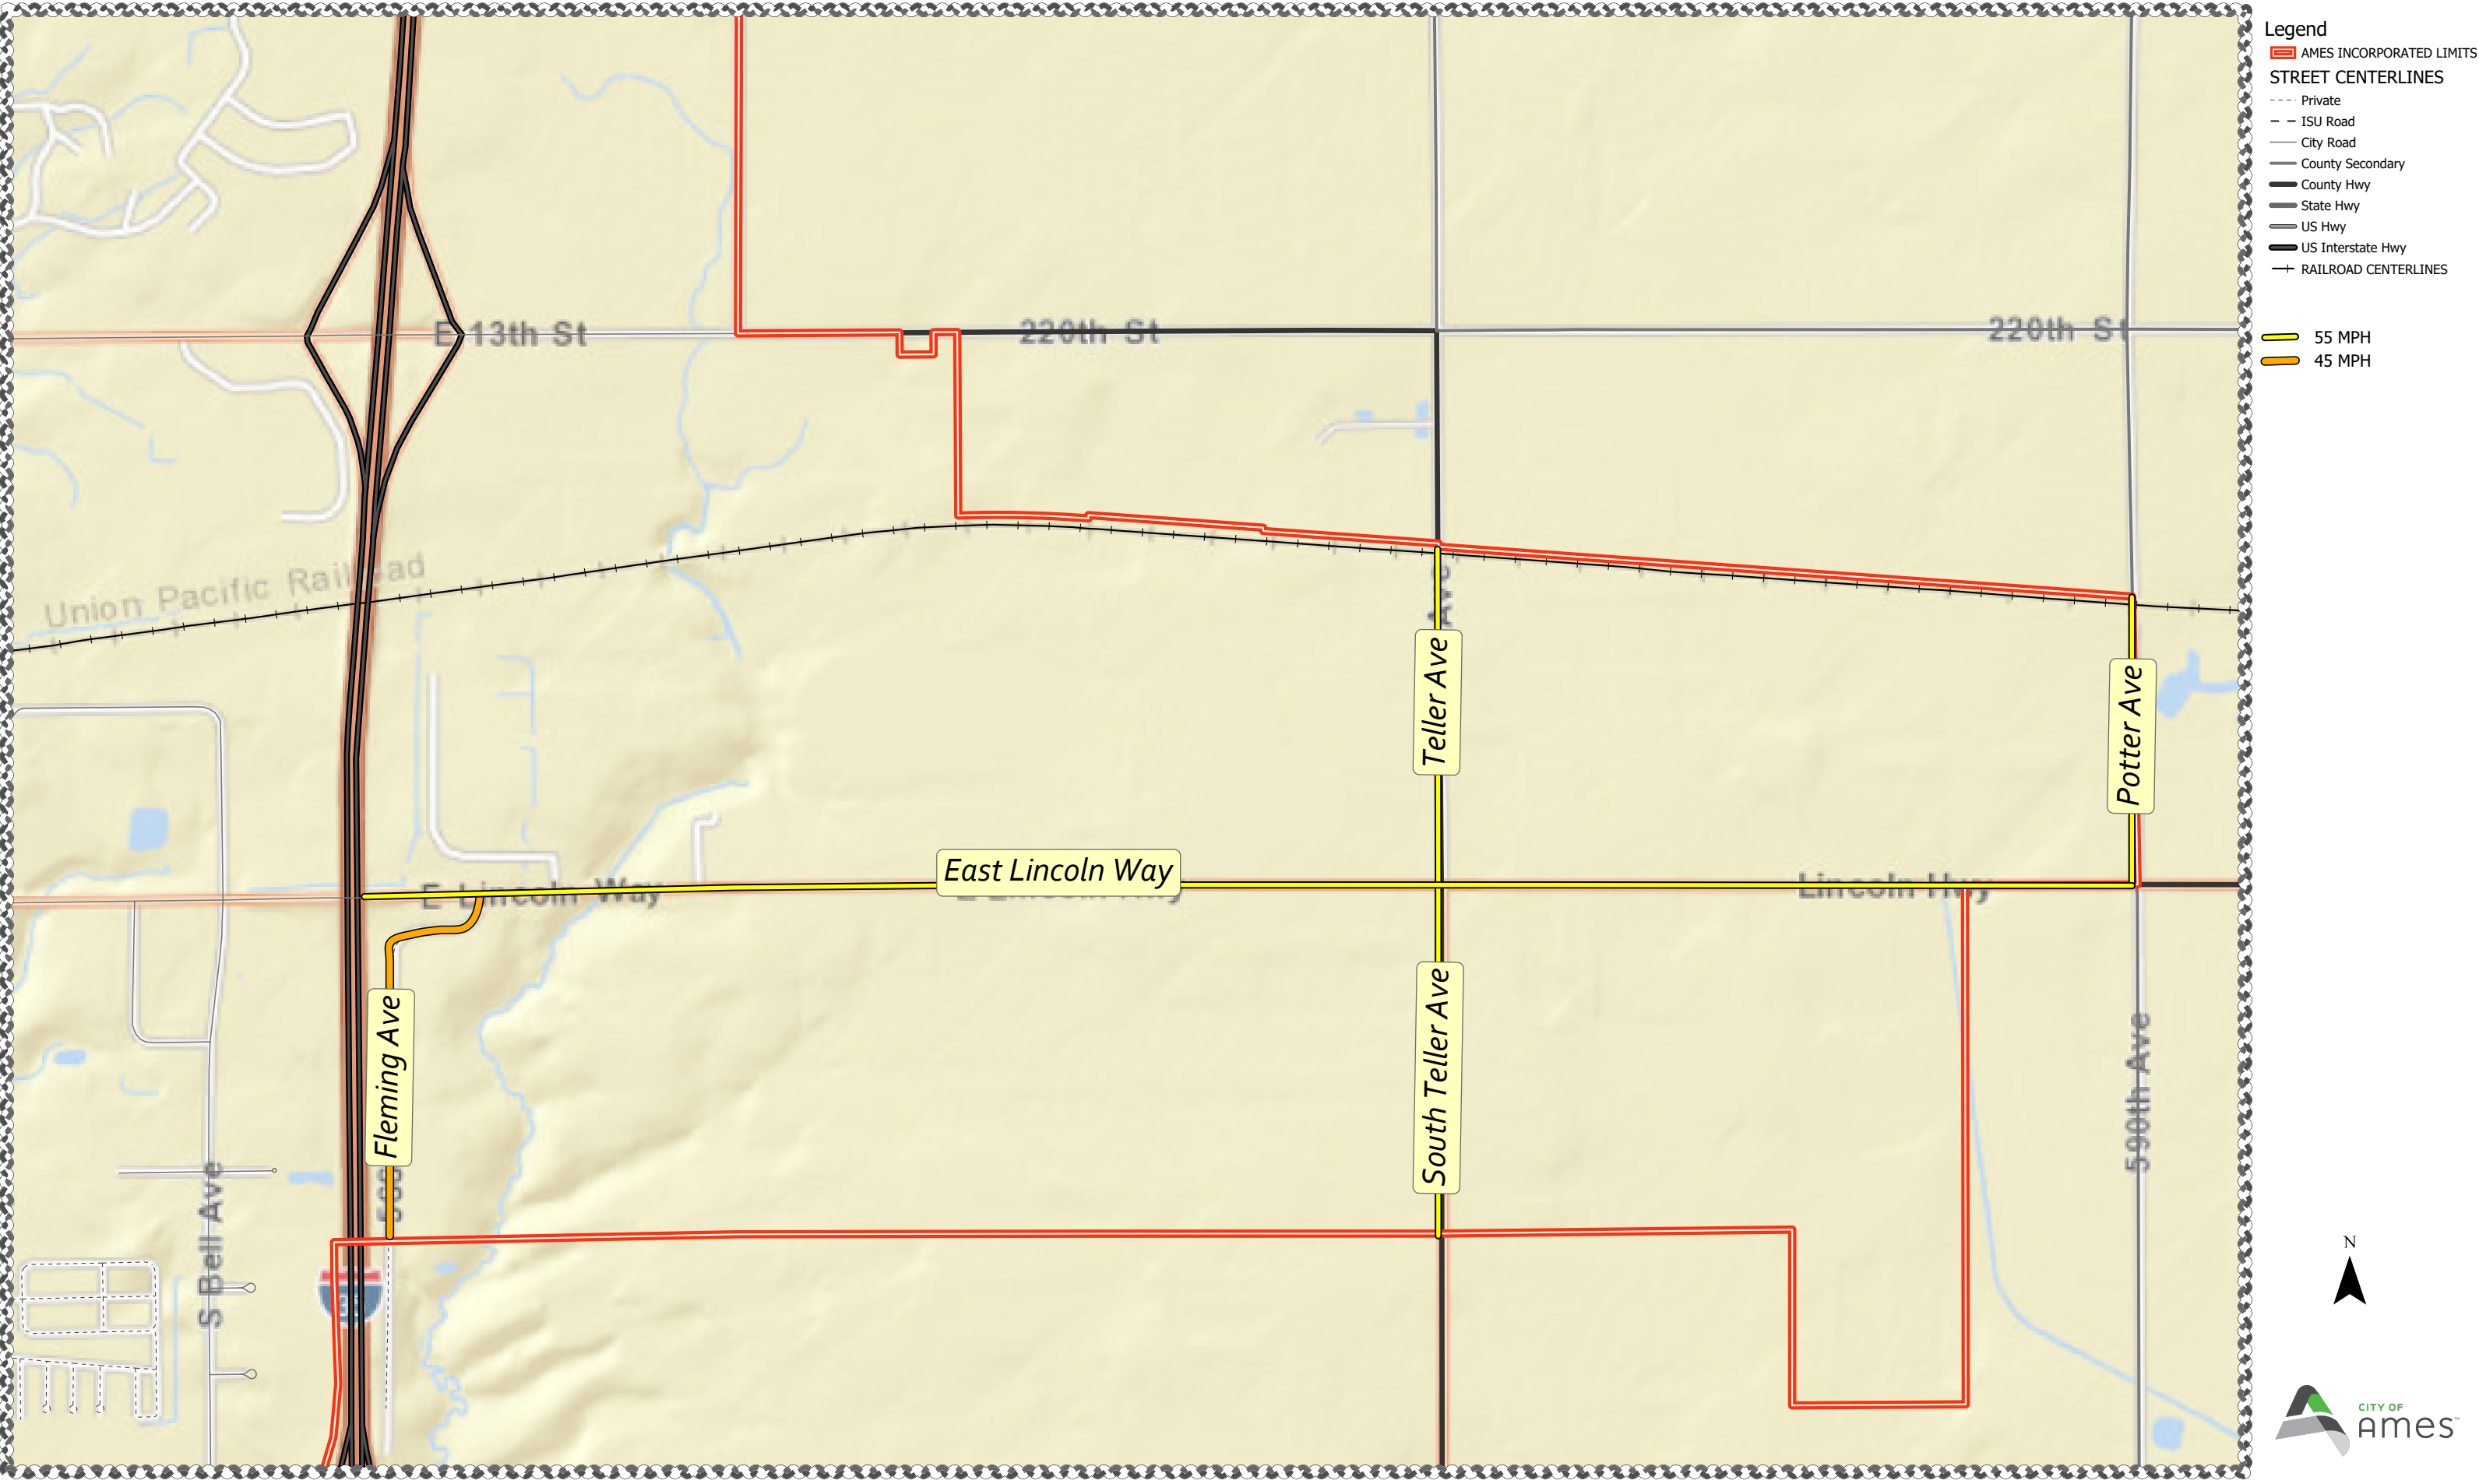 Legend
AMES INCORPORATED LIMITS
STREET CENTERLINES
Private
ISU Road
City Road
County Secondary
County Hwy
State Hwy
US Hwy
US Interstate Hwy
RAILROAD CENTERLINES
55 MPH
45 MPH
E 13th St
220th St
220th St
Union Pacific Railroad
Ave
Teller Ave
Potter Ave
East Lincoln Way
E Lincoln Way
E Lincoln Hwy
Lincoln Hwy
Fleming Ave
South Teller Ave
590th Ave
S Bell Ave
N
CITY OF
Ames